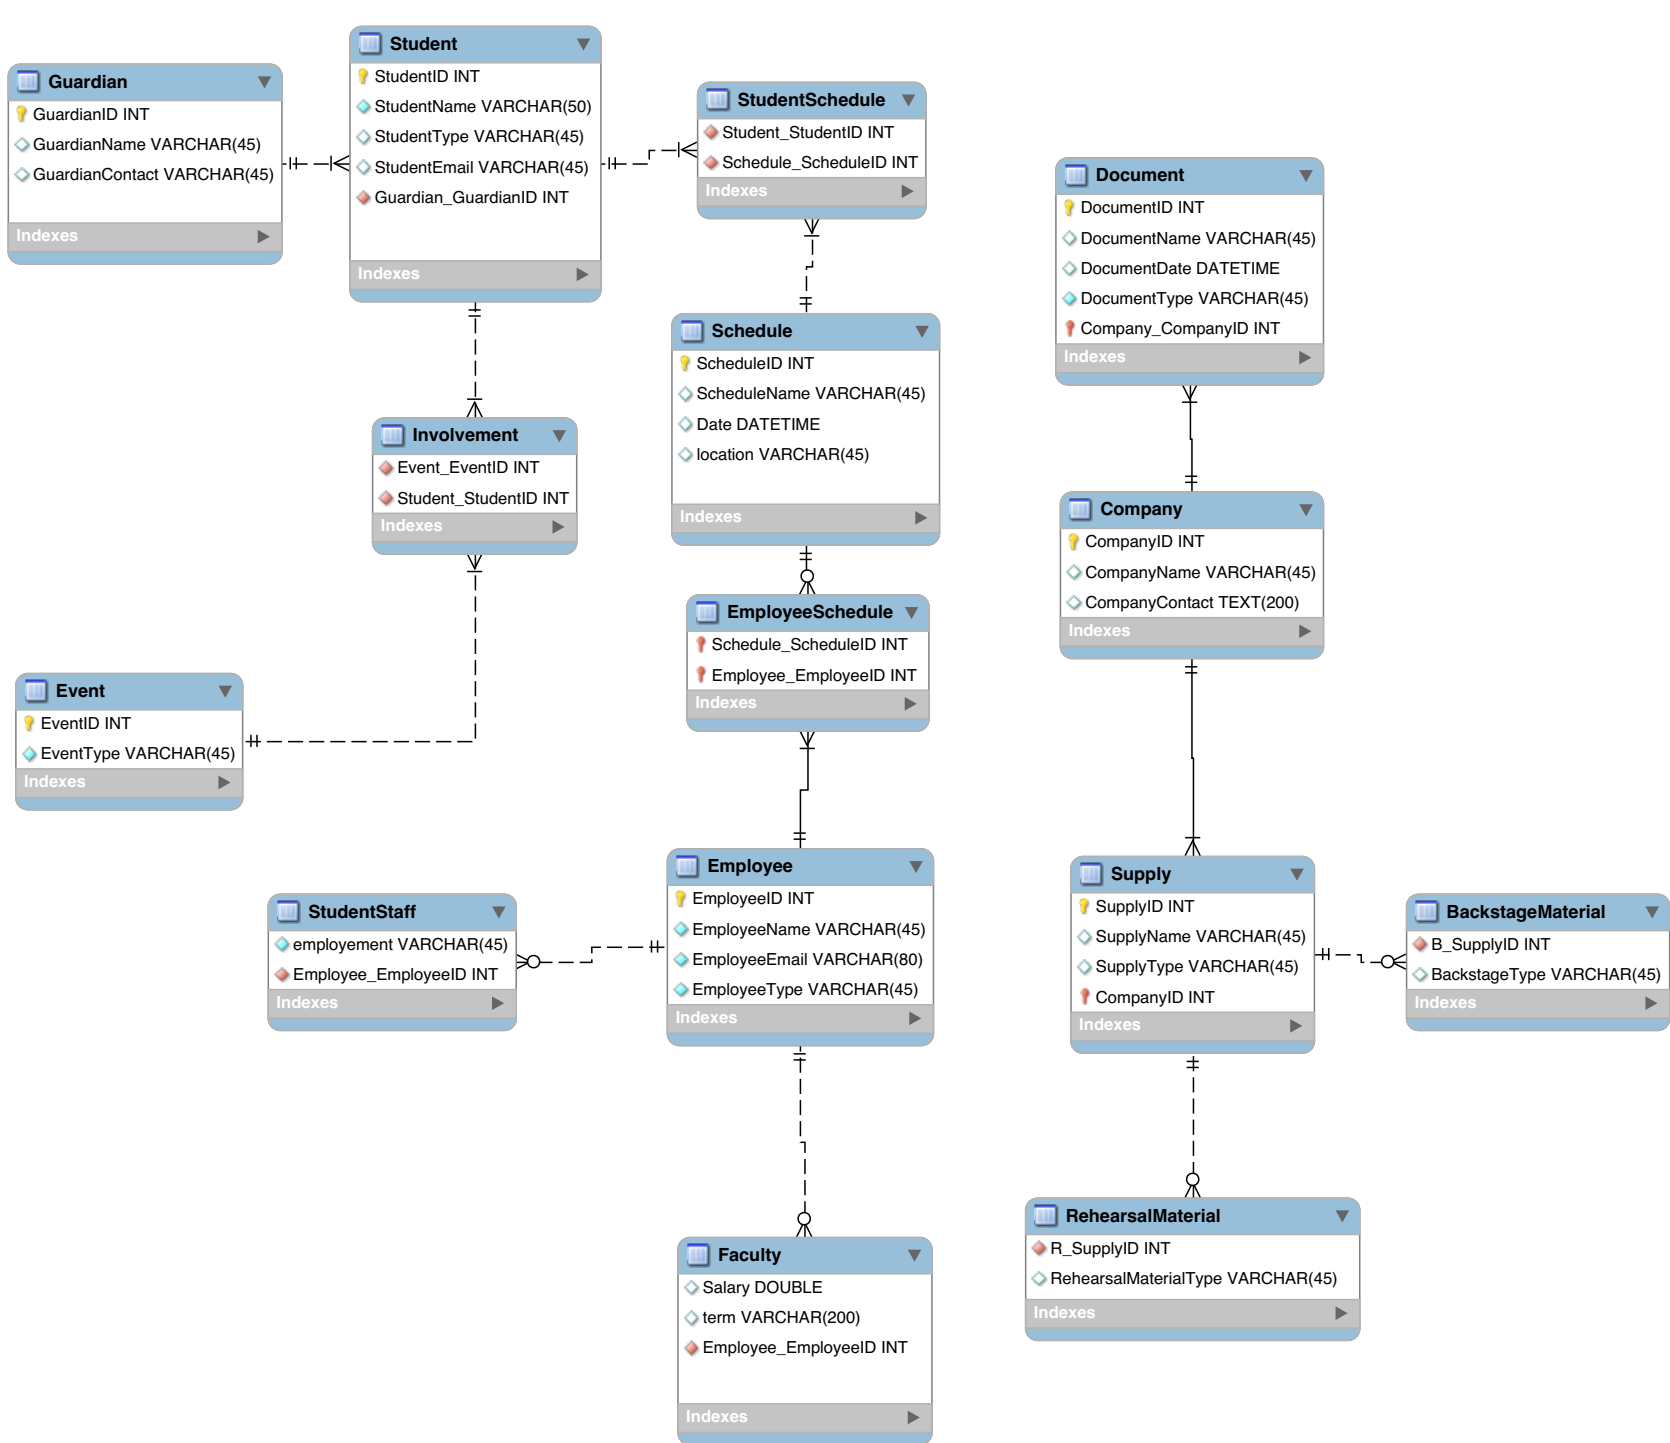 Guardian
GuardianID INT
GuardianName VARCHAR(45)
GuardianContact VARCHAR(45)
Indexes
Student
StudentID INT
StudentName VARCHAR(50)
StudentType VARCHAR(45)
StudentEmail VARCHAR(45)
Guardian_GuardianID INT
Indexes
StudentSchedule
Student_StudentID INT
Schedule_ScheduleID INT
Indexes
Document
DocumentID INT
DocumentName VARCHAR(45)
DocumentDate DATETIME
DocumentType VARCHAR(45)
Company_CompanyID INT
Indexes
Schedule
ScheduleID INT
ScheduleName VARCHAR(45)
Date DATETIME
location VARCHAR(45)
Indexes
Involvement
Event_EventID INT
Student_StudentID INT
Indexes
Company
CompanyID INT
CompanyName VARCHAR(45)
CompanyContact TEXT(200)
Indexes
EmployeeSchedule
Schedule_ScheduleID INT
Employee_EmployeeID INT
Indexes
Event
EventID INT
EventType VARCHAR(45)
Indexes
Employee
EmployeeID INT
EmployeeName VARCHAR(45)
EmployeeEmail VARCHAR(80)
EmployeeType VARCHAR(45)
Indexes
StudentStaff
employement VARCHAR(45)
Employee_EmployeeID INT
Indexes
Supply
SupplyID INT
SupplyName VARCHAR(45)
SupplyType VARCHAR(45)
CompanyID INT
Indexes
BackstageMaterial
B_SupplyID INT
BackstageType VARCHAR(45)
Indexes
RehearsalMaterial
R_SupplyID INT
RehearsalMaterialType VARCHAR(45)
Indexes
Faculty
Salary DOUBLE
term VARCHAR(200)
Employee_EmployeeID INT
Indexes